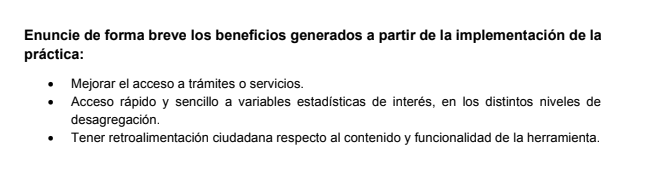 Enuncie de forma breve los beneficios generados a partir de la implementación de la
práctica:
• Mejorar el acceso a trámites o servicios.
• Acceso rápido y sencillo a variables estadísticas de interés, en los distintos niveles de
desagregación.
• Tener retroalimentación ciudadana respecto al contenido y funcionalidad de la herramienta.